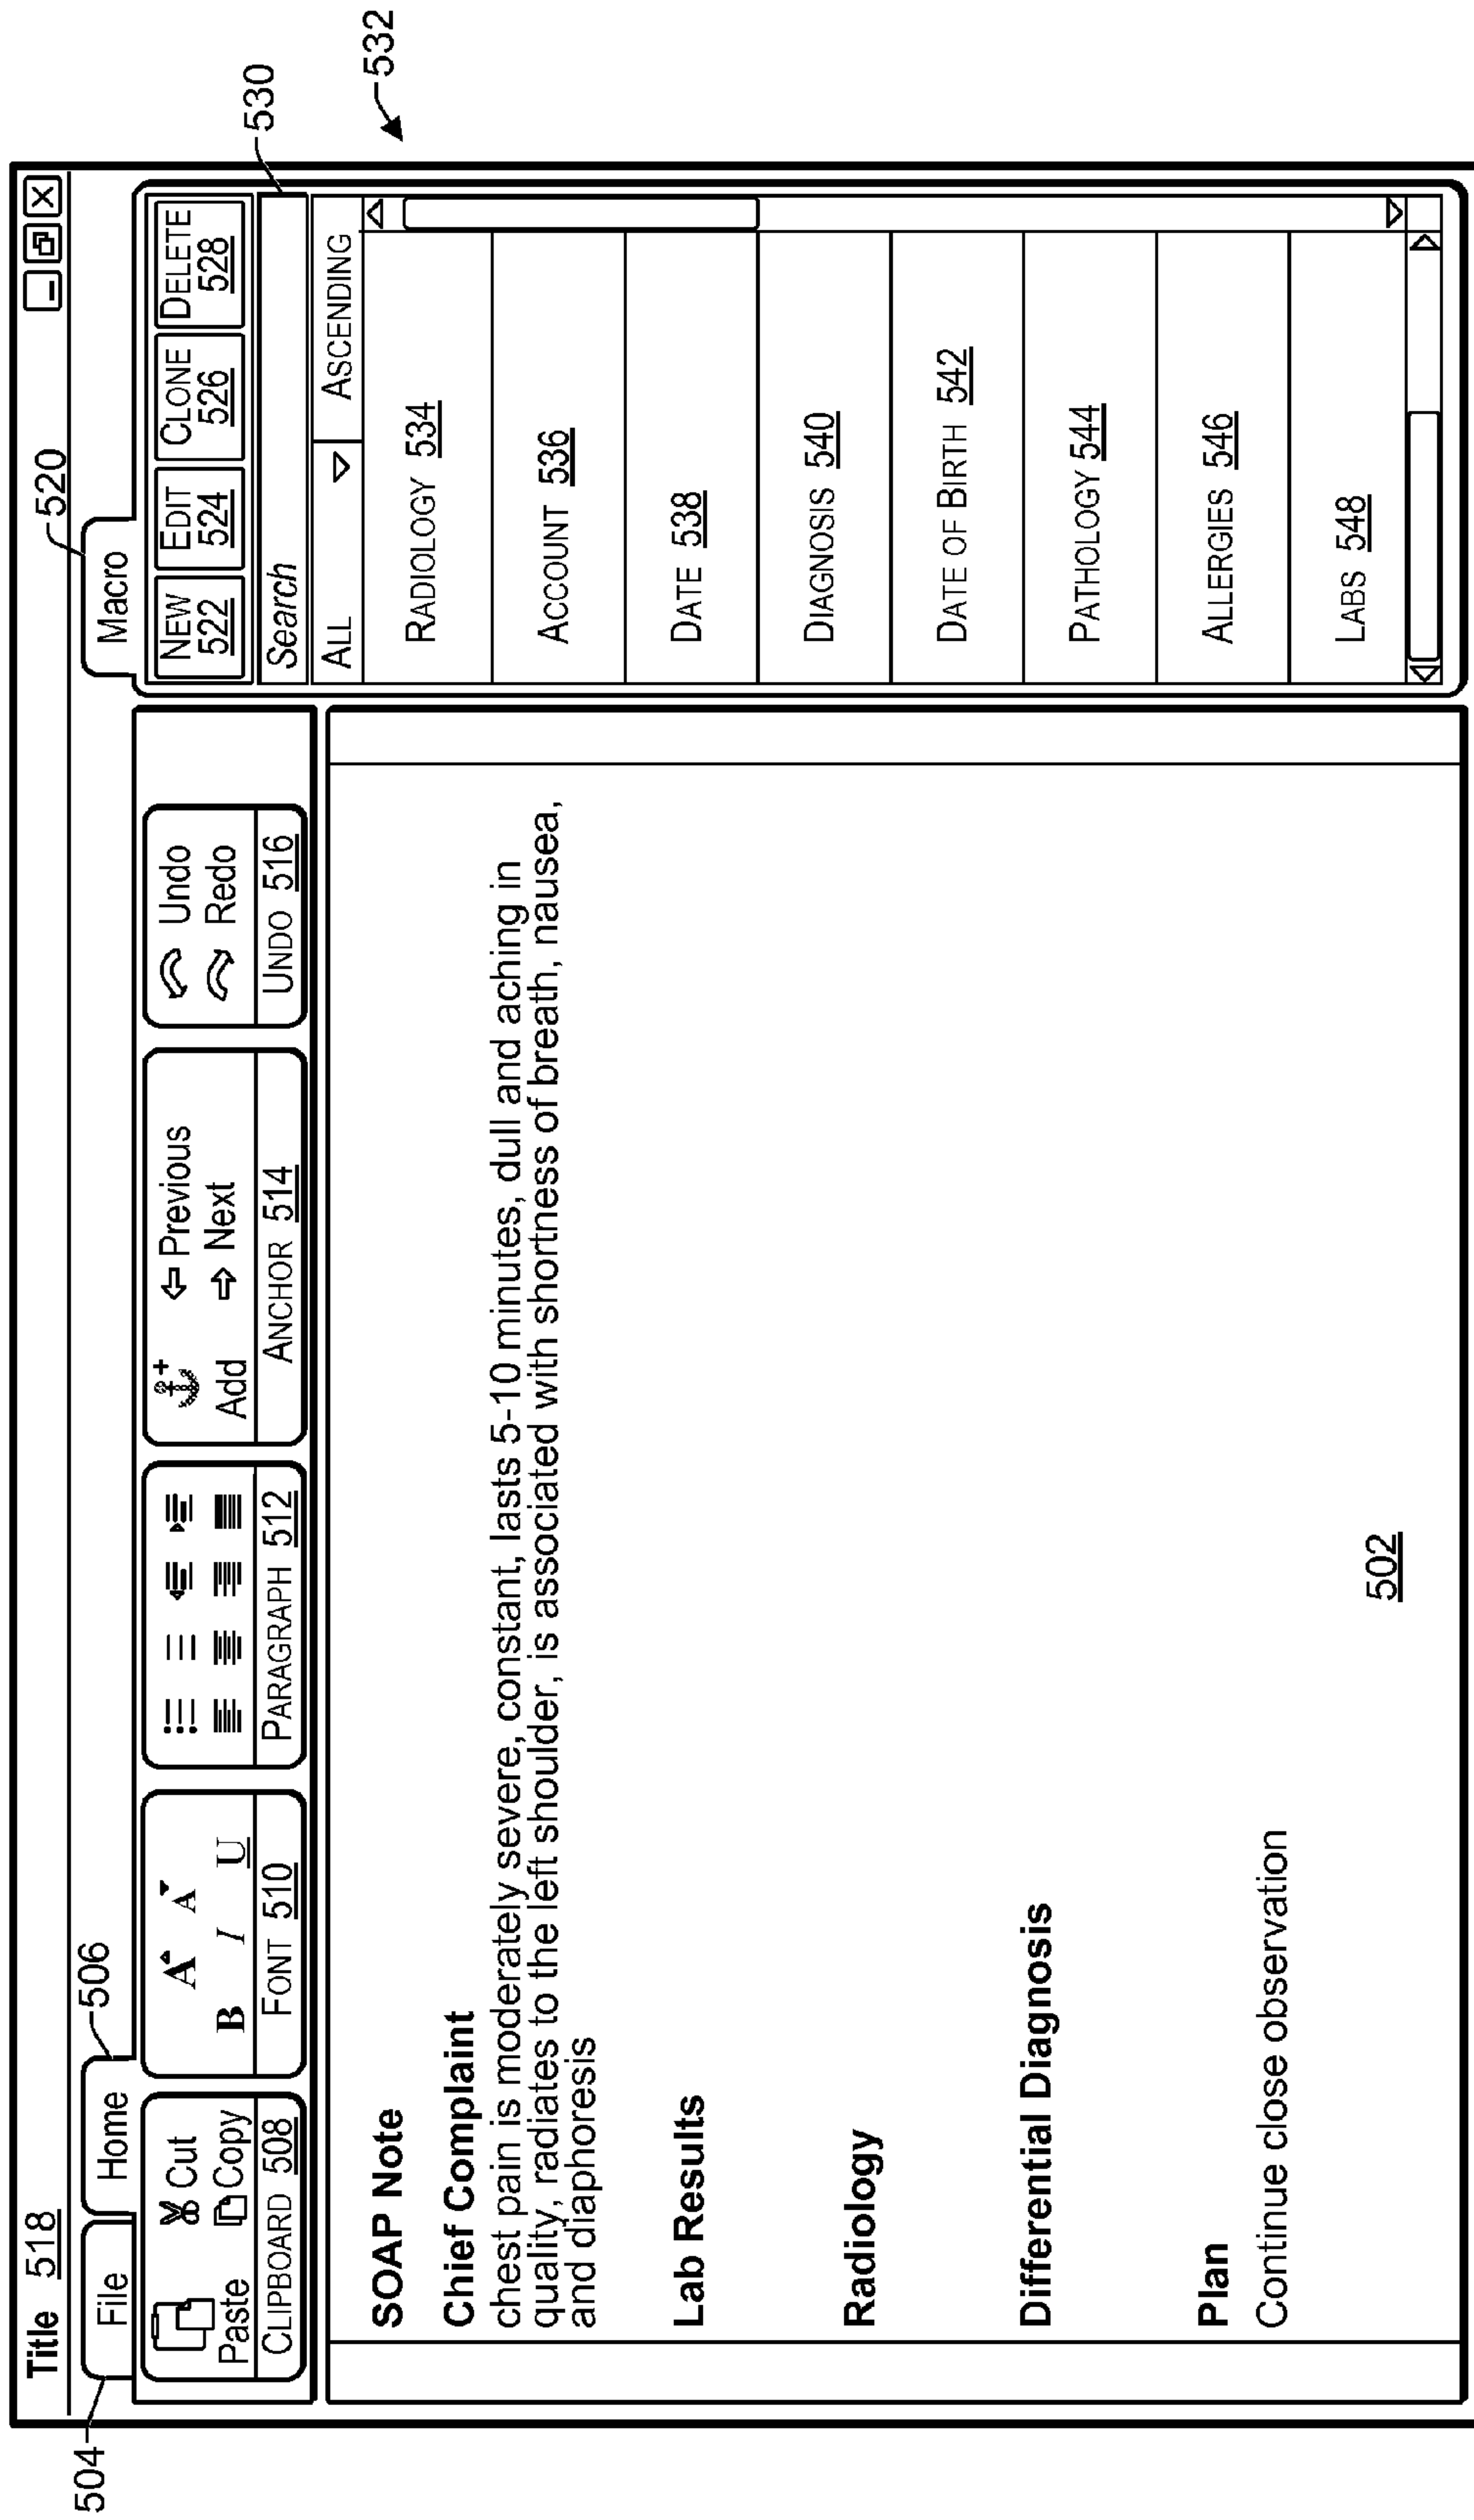 532
520
Title 518
504
File
Home
506
Macro
530
Paste
Cut
Copy
CLIPBOARD 508
A A
B I U
FONT 510
PARAGRAPH 512
Add
Previous
Next
ANCHOR 514
Undo
Redo
UNDO 516
NEW 522
EDIT 524
CLONE 526
DELETE 528
Search
ALL
ASCENDING
RADIOLOGY 534
ACCOUNT 536
DATE 538
DIAGNOSIS 540
DATE OF BIRTH 542
PATHOLOGY 544
ALLERGIES 546
LABS 548
SOAP Note
Chief Complaint
chest pain is moderately severe, constant, lasts 5-10 minutes, dull and aching in
quality, radiates to the left shoulder, is associated with shortness of breath, nausea,
and diaphoresis
Lab Results
Radiology
Differential Diagnosis
Plan
Continue close observation
502